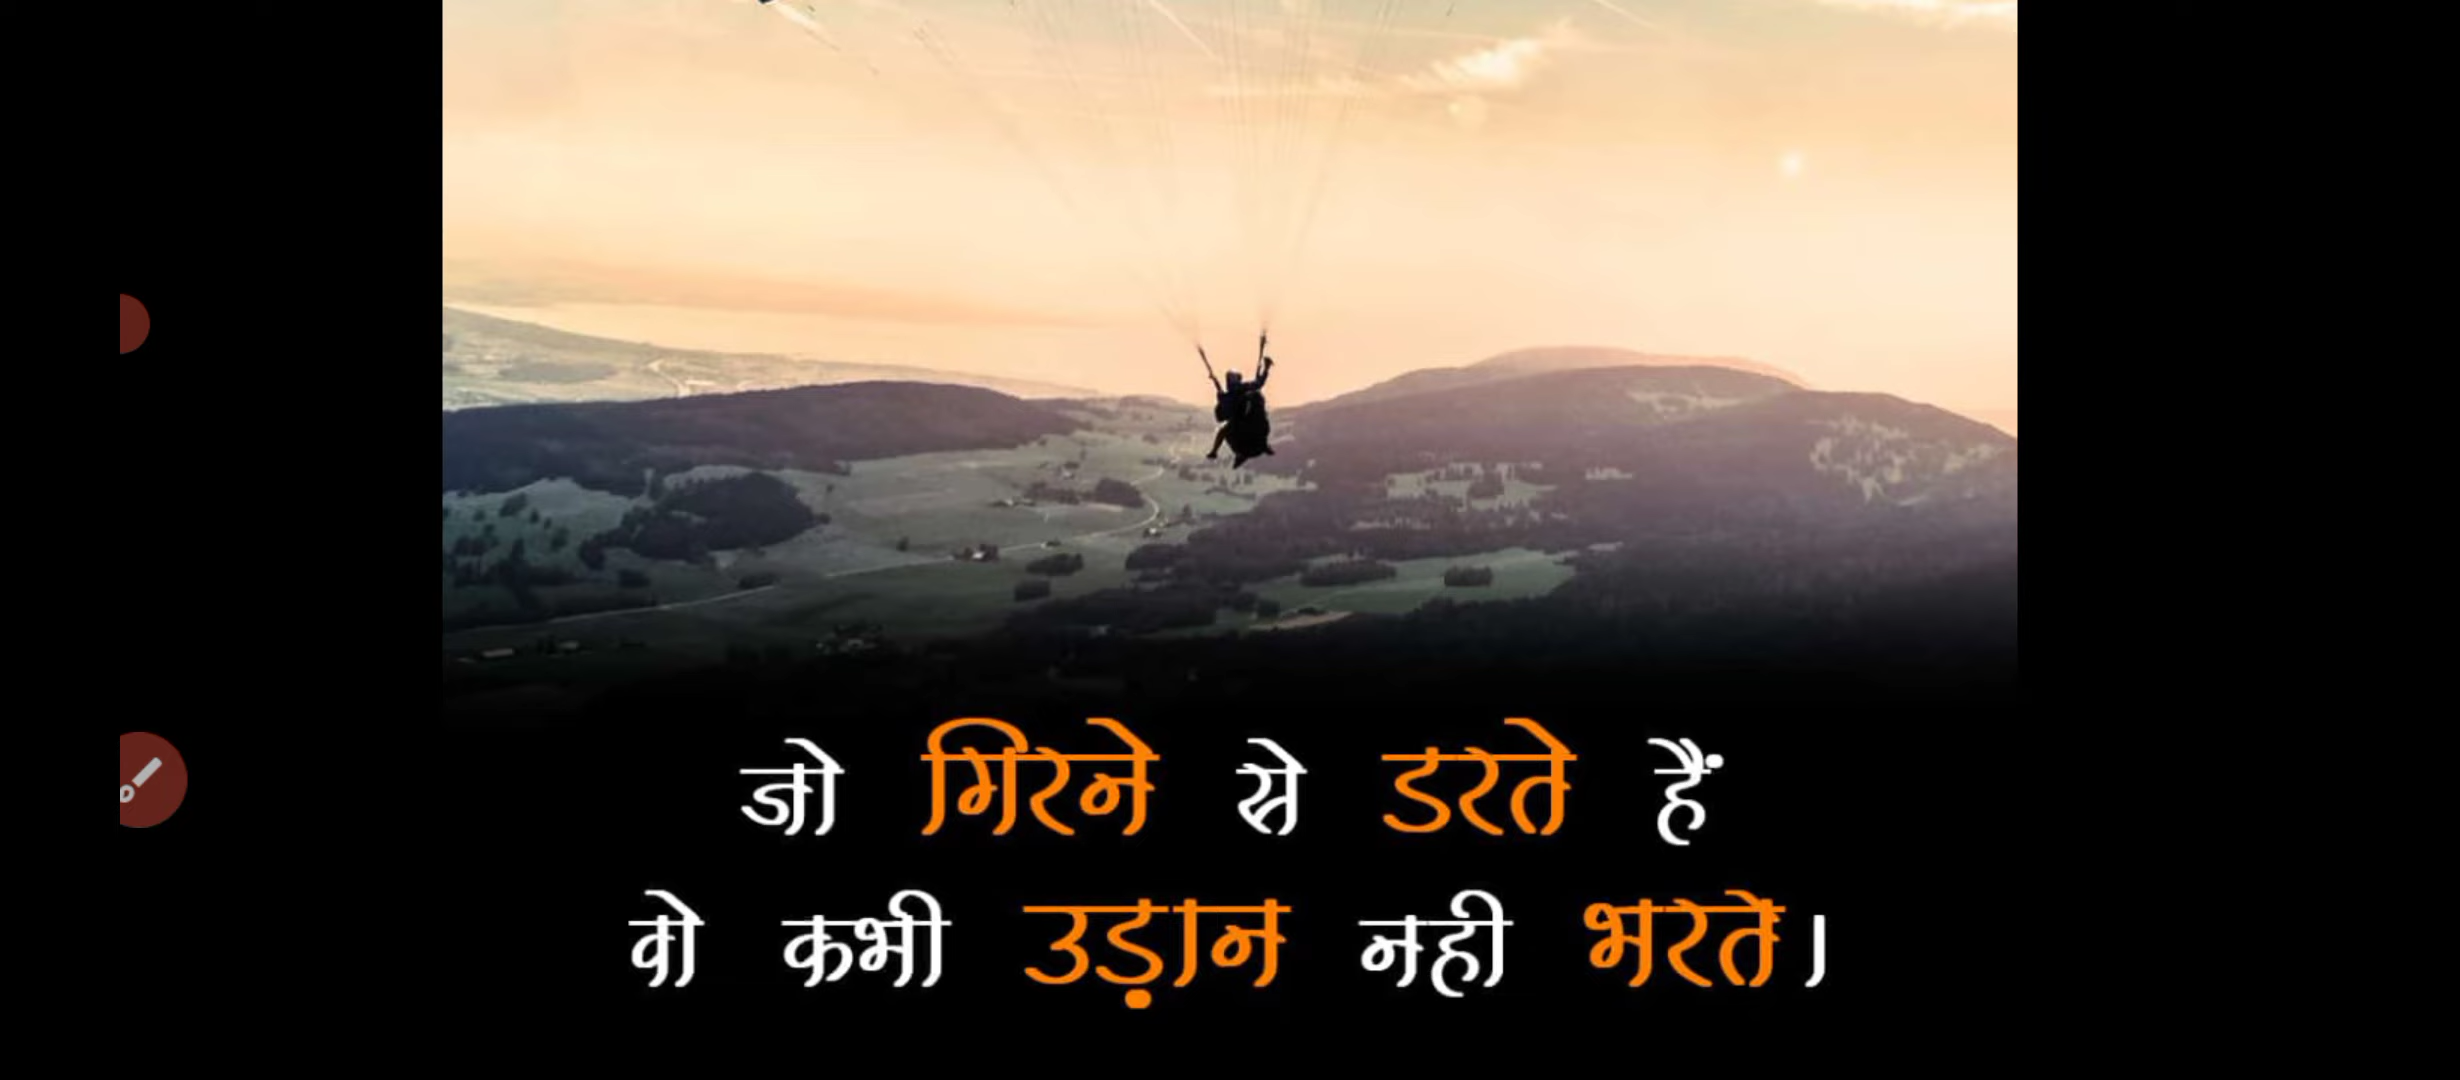 जो गिरने से डरते हैं
वो कभी उड़ान नही भरते।